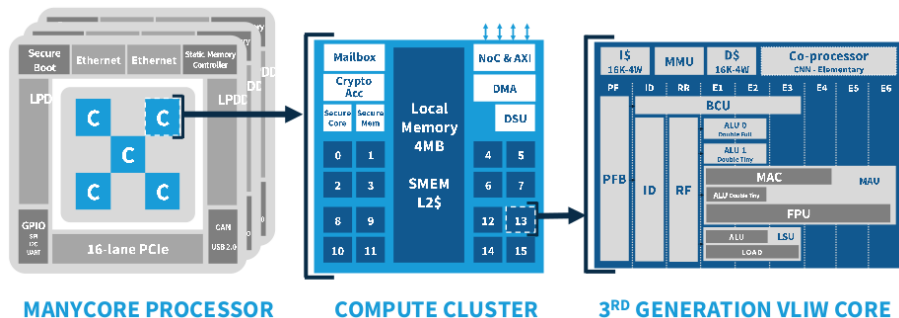 Secure Boot
Ethernet
Ethernet
Static Memory Controller
LPD
LPDD
DD
DD
C
C
C
C
C
GPIO
SPI
I2C
UART
16-lane PCIe
CAN
USB 2.0
MANYCORE PROCESSOR
Mailbox
Crypto Acc
Secure Core
Secure Mem
Local Memory 4MB
SMEM L2$
NoC & AXI
DMA
DSU
0 1
2 3
8 9
10 11
4 5
6 7
12 13
14 15
COMPUTE CLUSTER
I$
16K-4W
MMU
D$
16K-4W
Co-processor
CNN - Elementary
PF ID RR E1 E2 E3 E4 E5 E6
BCU
PFB
ID
RF
ALU 0
Double Full
ALU 1
Double Tiny
MAC
MAU
ALU Double Tiny
FPU
ALU
LSU
LOAD
3RD GENERATION VLIW CORE